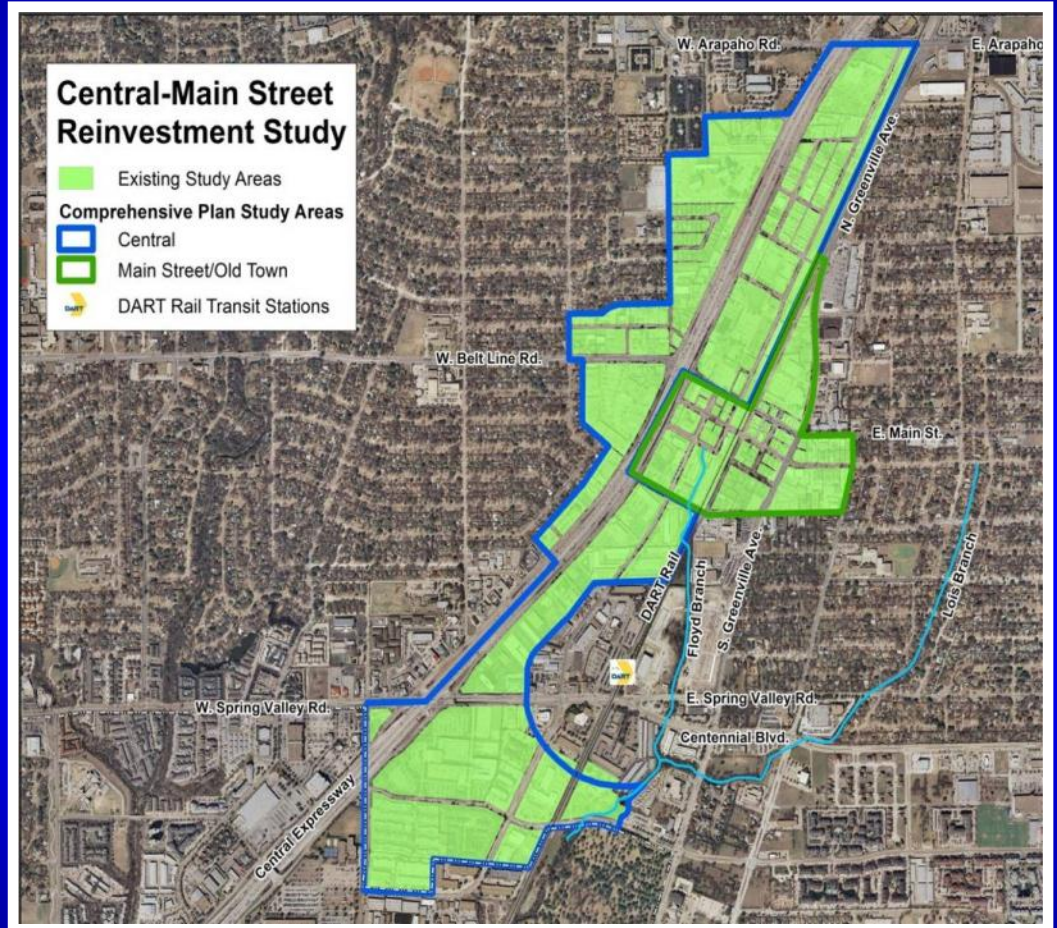 W. Arapaho Rd.
E. Arapaho
Central-Main Street
Reinvestment Study
Existing Study Areas
Comprehensive Plan Study Areas
Central
Main Street/Old Town
DART
DART Rail Transit Stations
N. Greenville Ave.
W. Belt Line Rd.
E. Main St.
DART Rail
Floyd Branch
S. Greenville Ave.
Lois Branch
DART
W. Spring Valley Rd.
E. Spring Valley Rd.
Centennial Blvd.
Central Expressway